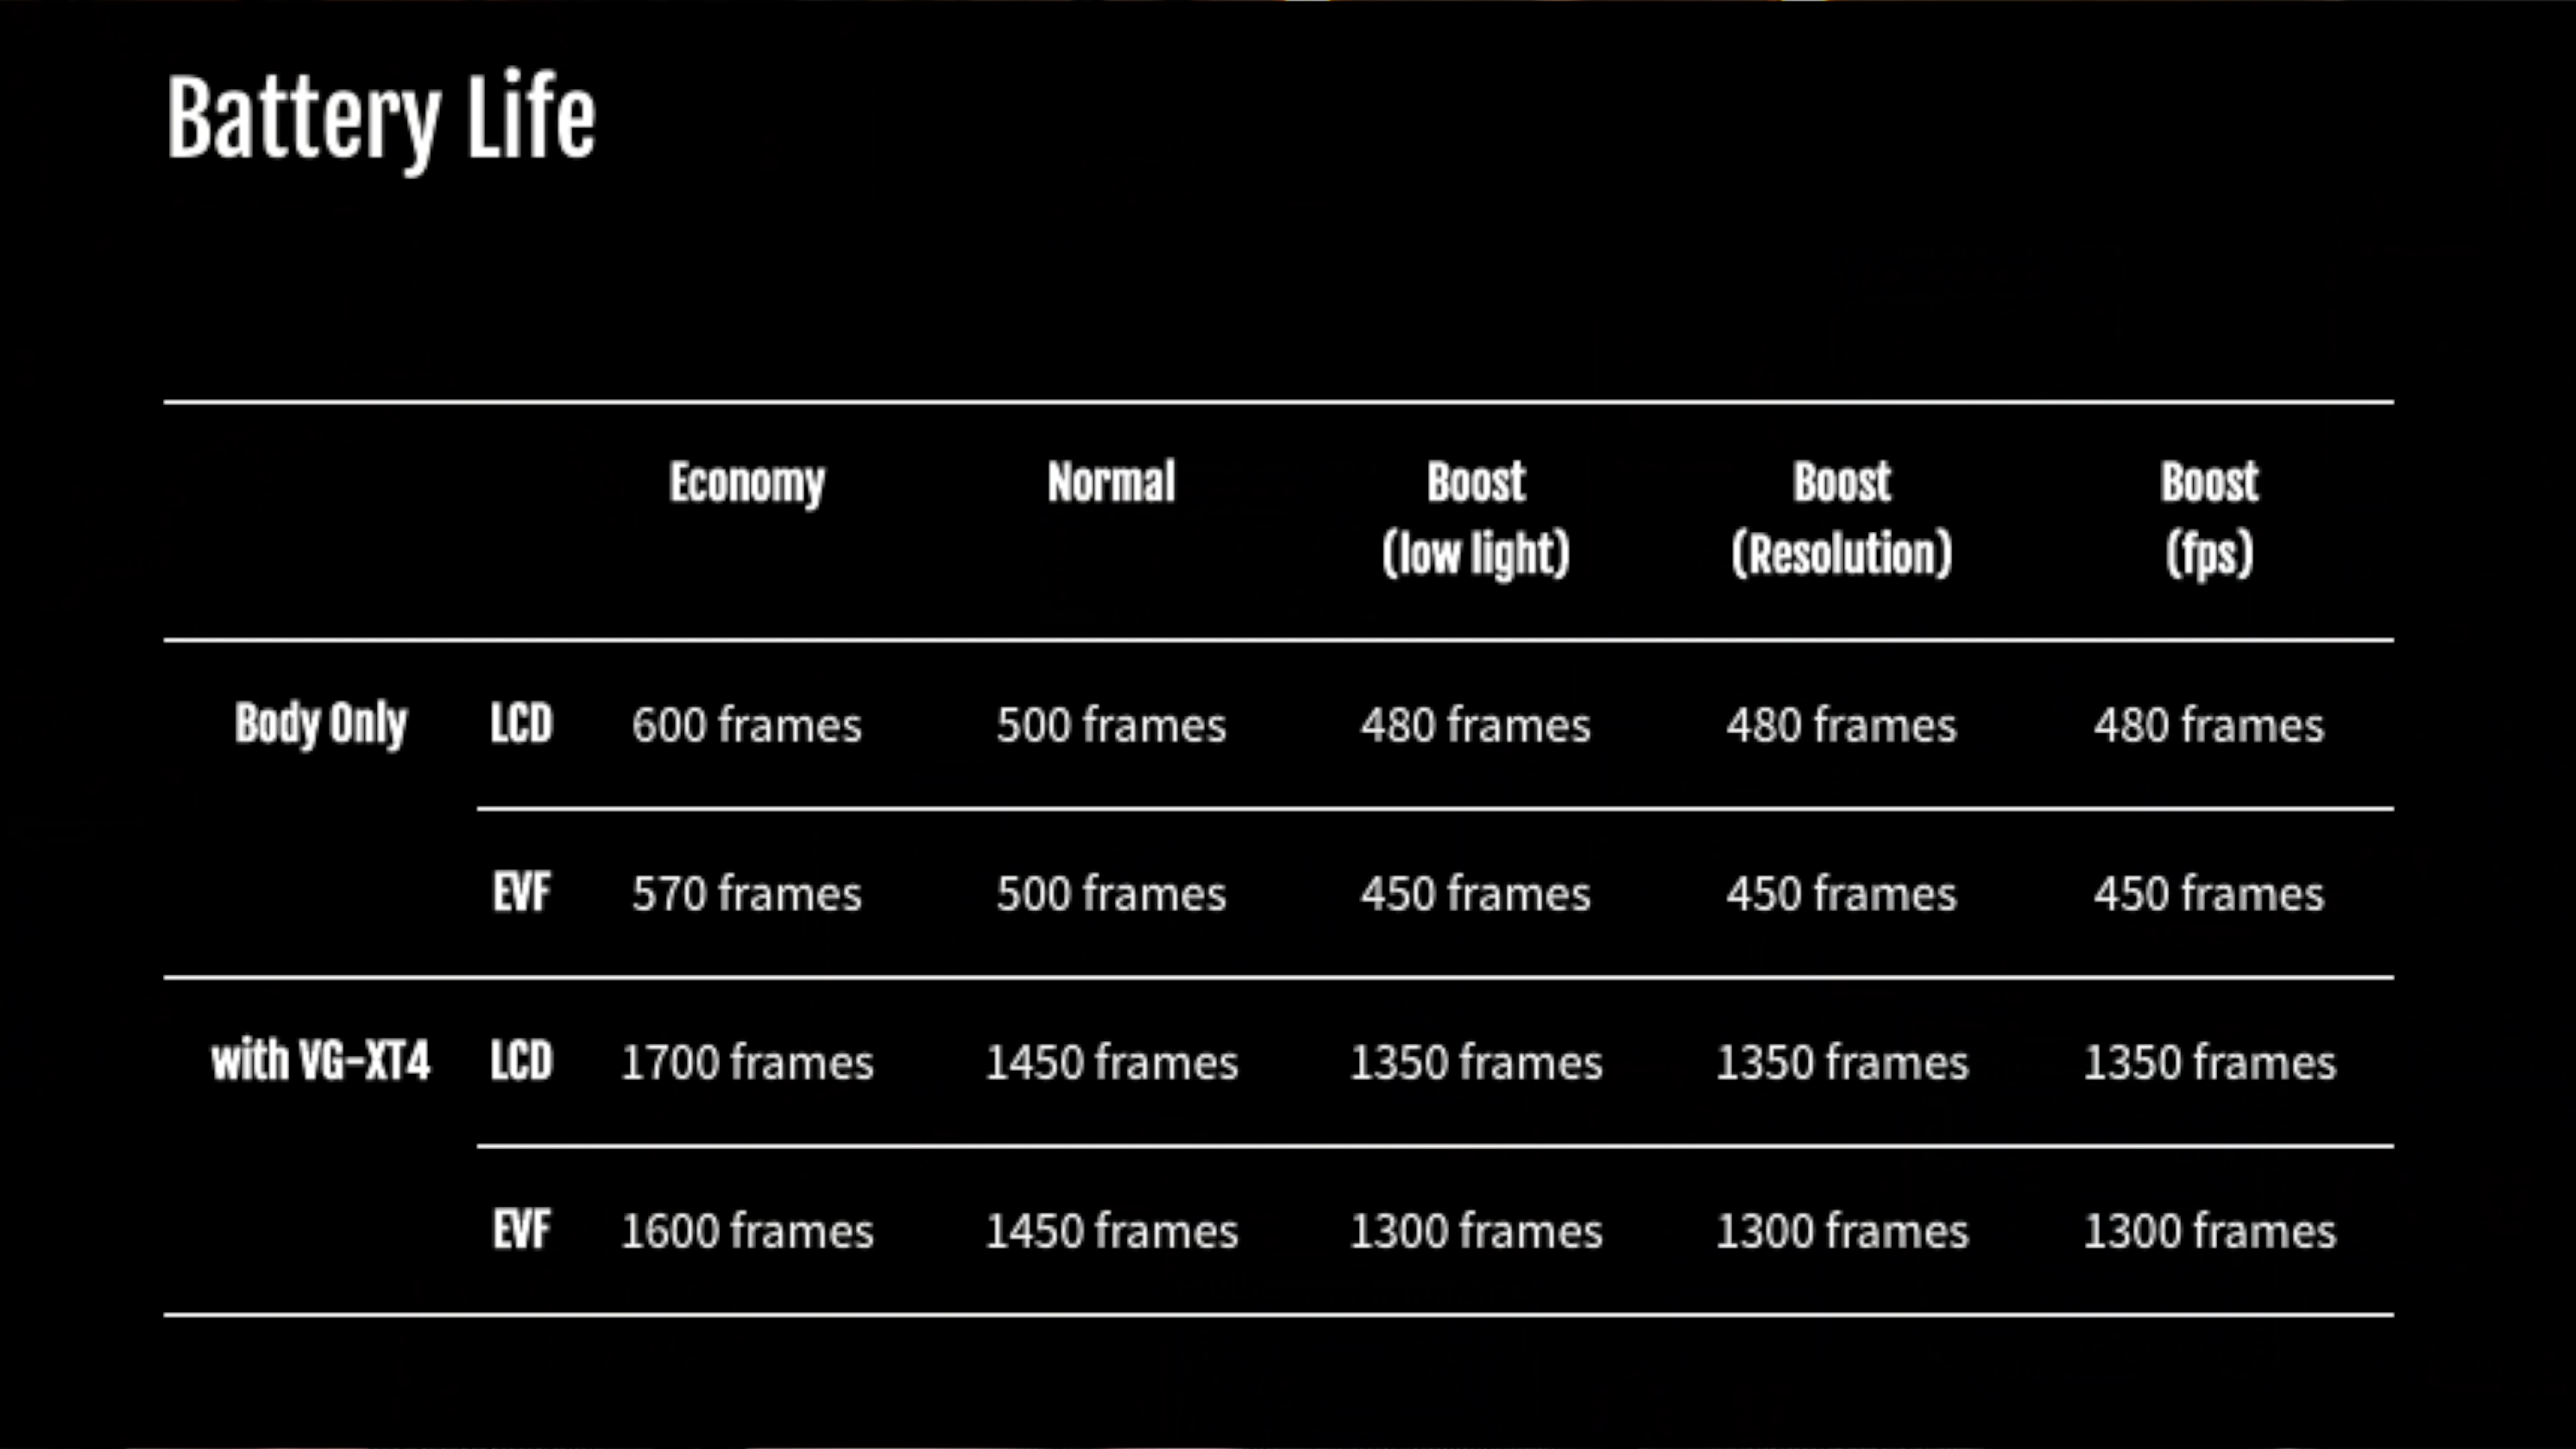 Battery Life
Economy Normal Boost Boost Boost
(low light) (Resolution) (fps)
Body Only LCD 600 frames 500 frames 480 frames 480 frames 480 frames
EVF 570 frames 500 frames 450 frames 450 frames 450 frames
with VG-XT4 LCD 1700 frames 1450 frames 1350 frames 1350 frames 1350 frames
EVF 1600 frames 1450 frames 1300 frames 1300 frames 1300 frames